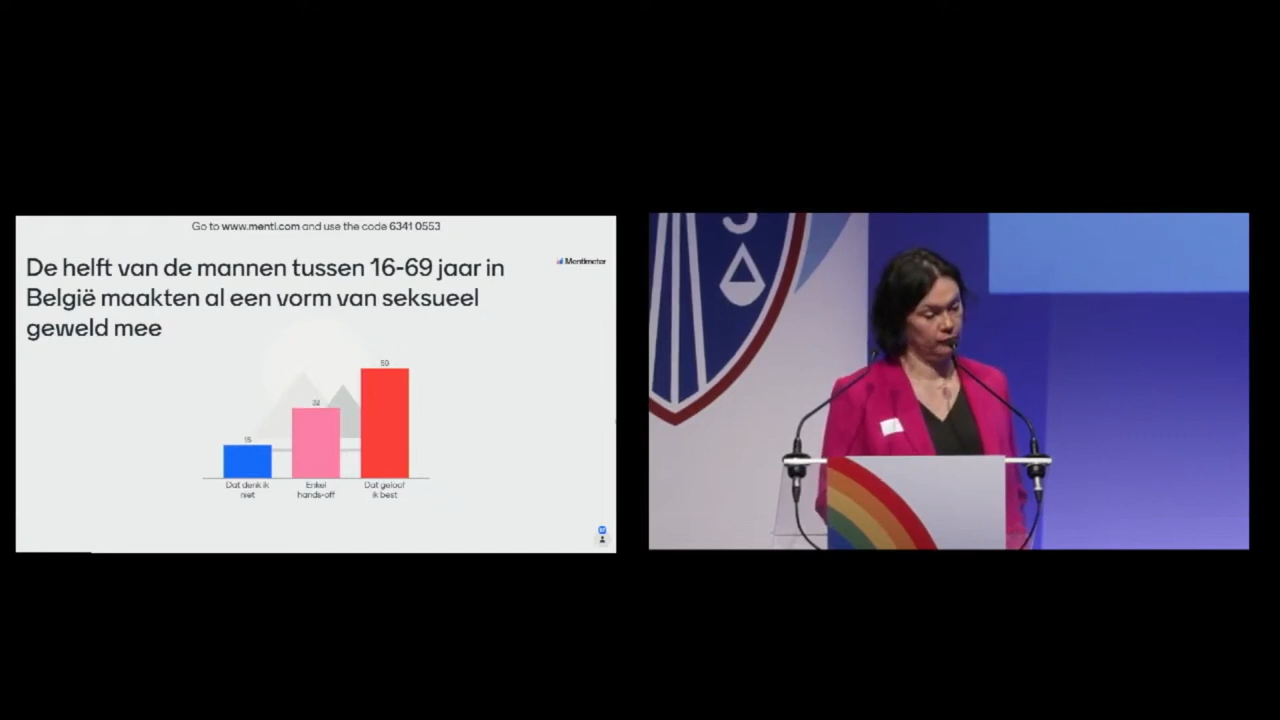 Go to www.menti.com and use the code 6341 0553
De helft van de mannen tussen 16-69 jaar in
België maakten al een vorm van seksueel
geweld mee
Mentimeter
50
32
Dat denk ik
niet
Enkel
hands-off
Dat geloof
ik best
S